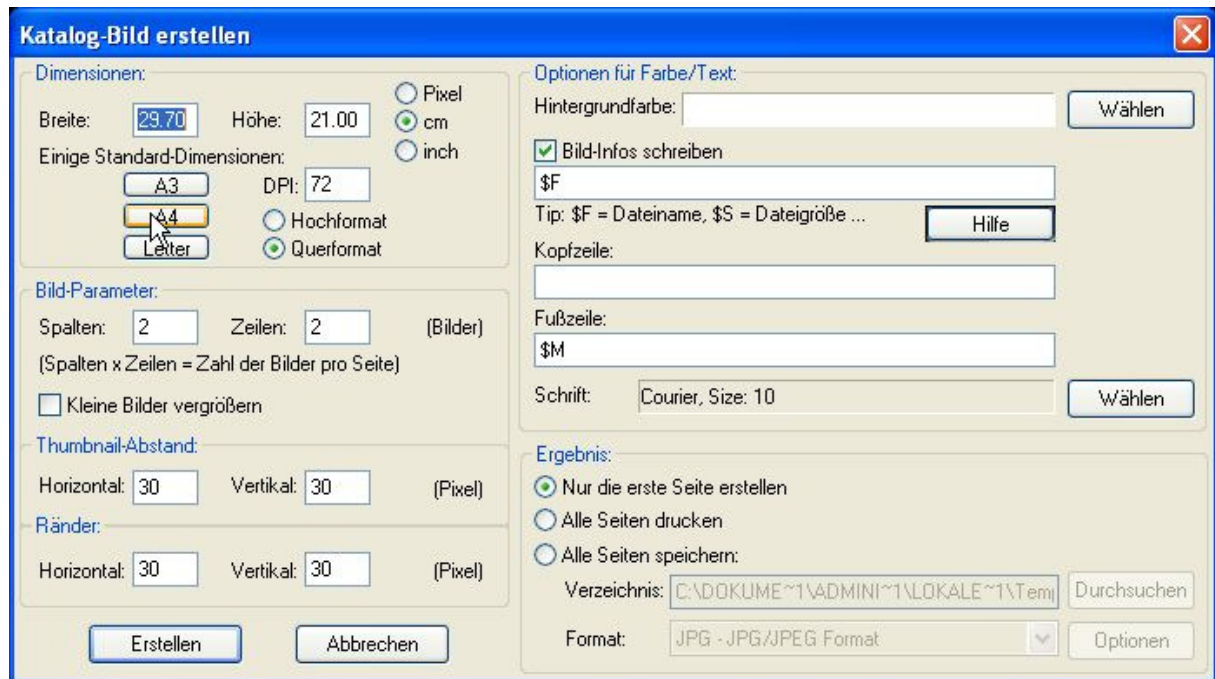 Katalog-Bild erstellen
Dimensionen:
Breite: 29.70 Höhe: 21.00
Pixel
cm
inch
Einige Standard-Dimensionen:
A3 DPI: 72
A4 Hochformat
Letter Querformat
Bild-Parameter:
Spalten: 2 Zeilen: 2 (Bilder)
(Spalten x Zeilen = Zahl der Bilder pro Seite)
Kleine Bilder vergrößern
Thumbnail-Abstand:
Horizontal: 30 Vertikal: 30 (Pixel)
Ränder:
Horizontal: 30 Vertikal: 30 (Pixel)
Erstellen Abbrechen
Optionen für Farbe/Text:
Hintergrundfarbe: Wählen
Bild-Infos schreiben
$F
Tip: $F = Dateiname, $S = Dateigröße ... Hilfe
Kopfzeile:
Fußzeile:
$M
Schrift: Courier, Size: 10 Wählen
Ergebnis:
Nur die erste Seite erstellen
Alle Seiten drucken
Alle Seiten speichern:
Verzeichnis: C:\DOKUME~1\ADMINI~1\LOKALE~1\Temp Durchsuchen
Format: JPG - JPG/JPEG Format Optionen